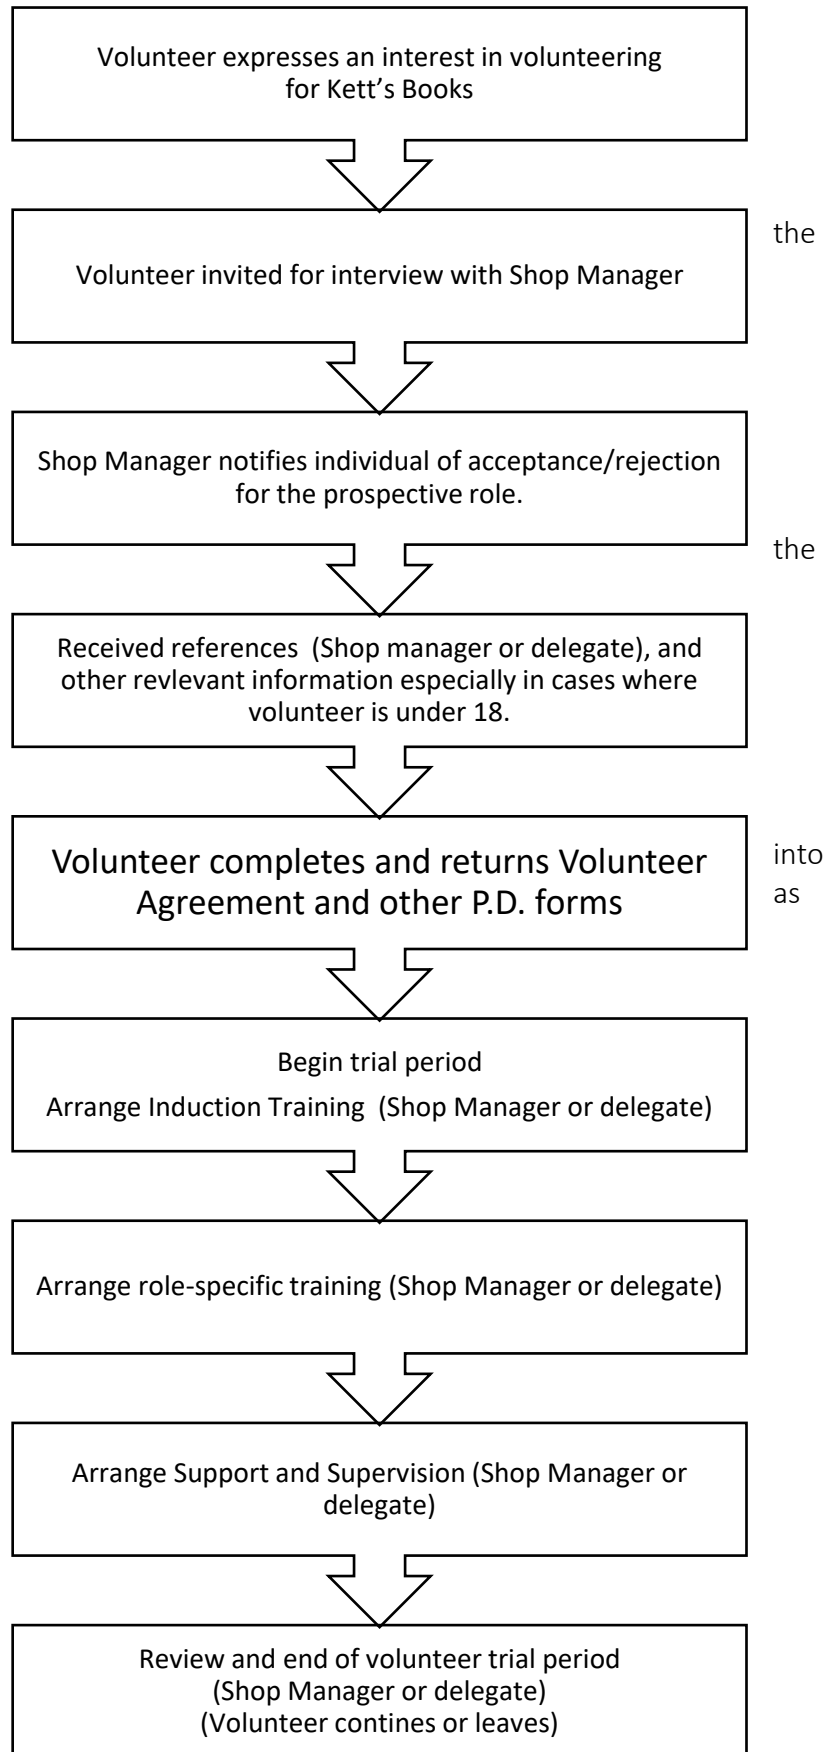 Volunteer expresses an interest in volunteering
for Kett’s Books
the
Volunteer invited for interview with Shop Manager
Shop Manager notifies individual of acceptance/rejection
for the prospective role.
the
Received references  (Shop manager or delegate), and
other revlevant information especially in cases where
volunteer is under 18.
Volunteer completes and returns Volunteer
Agreement and other P.D. forms
into
as
Begin trial period
Arrange Induction Training  (Shop Manager or delegate)
Arrange role-specific training (Shop Manager or delegate)
Arrange Support and Supervision (Shop Manager or
delegate)
Review and end of volunteer trial period
(Shop Manager or delegate)
(Volunteer contines or leaves)